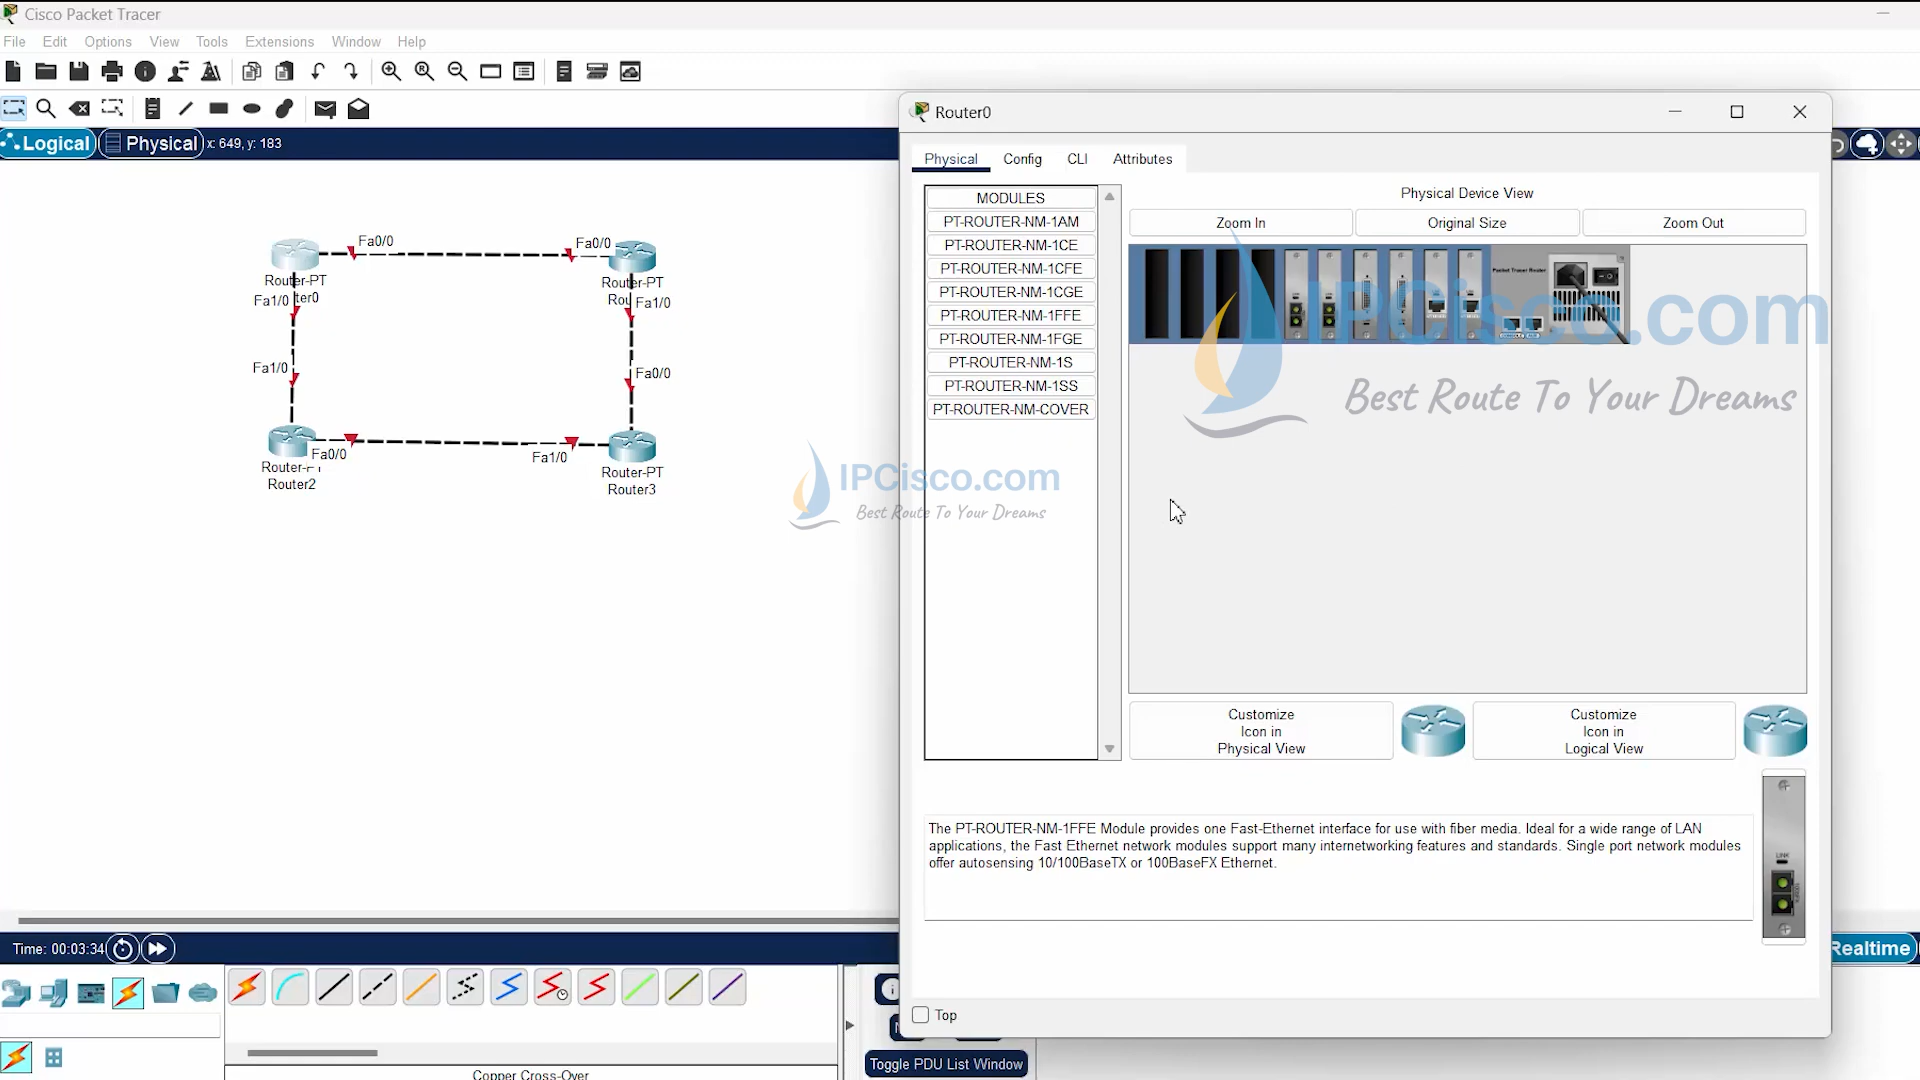 Cisco Packet Tracer
File Edit Options View Tools Extensions Window Help
Logical Physical x: 649, y: 183
Fa0/0 Fa0/0
Router-PT
Router-PT
Fa1/0 Fa1/0
Fa1/0 Fa0/0
Fa0/0 Fa1/0
Router2
Router-PT
Router3
Router0
Physical Config CLI Attributes
MODULES
PT-ROUTER-NM-1AM
PT-ROUTER-NM-1CE
PT-ROUTER-NM-1CFE
PT-ROUTER-NM-1CGE
PT-ROUTER-NM-1FFE
PT-ROUTER-NM-1FGE
PT-ROUTER-NM-1S
PT-ROUTER-NM-1SS
PT-ROUTER-NM-COVER
Physical Device View
Zoom In Original Size Zoom Out
Packet Tracer Router
IPCisco.com
Best Route To Your Dreams
IPCisco.com
Best Route To Your Dreams
Customize
Icon in
Physical View
Customize
Icon in
Logical View
The PT-ROUTER-NM-1FFE Module provides one Fast-Ethernet interface for use with fiber media. Ideal for a wide range of LAN
applications, the Fast Ethernet network modules support many internetworking features and standards. Single port network modules
offer autosensing 10/100BaseTX or 100BaseFX Ethernet.
LINK
Top
Time: 00:03:34
Realtime
Toggle PDU List Window
Copper Cross-Over